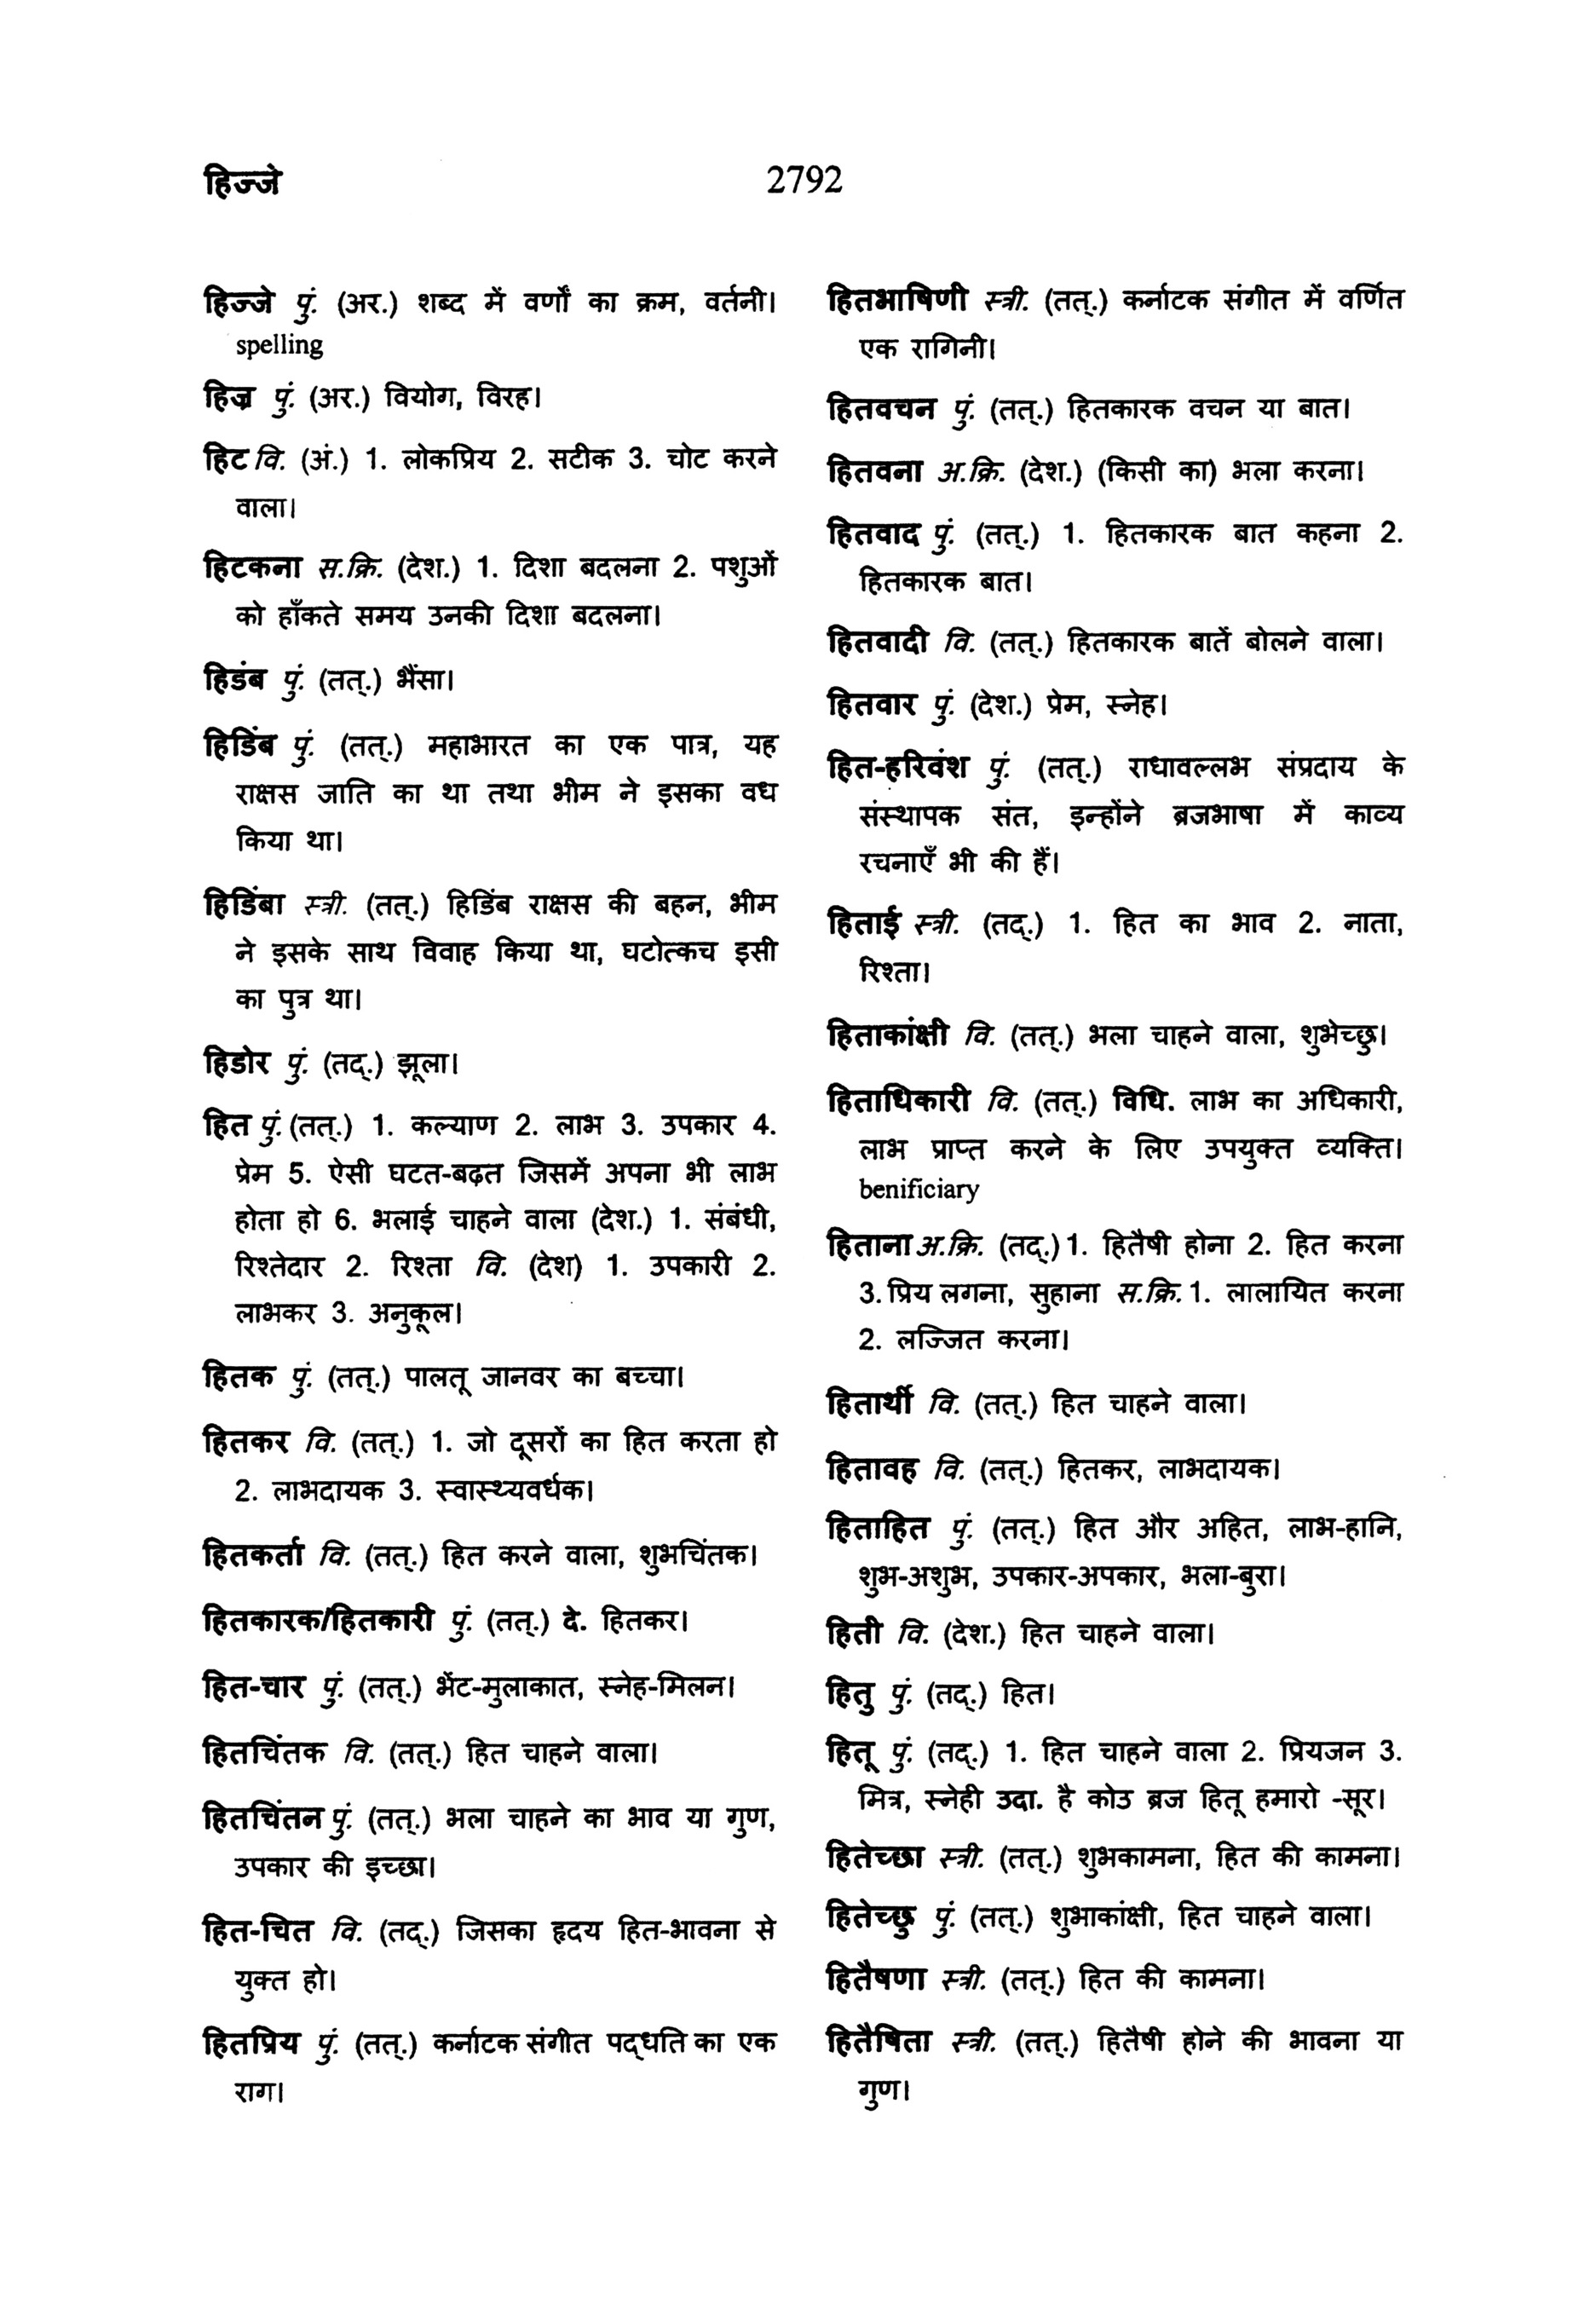 हिज्जे
2792
हिज्जे पुं. (अर.) शब्द में वर्णों का क्रम, वर्तनी।
spelling
हिज्र पुं. (अर.) वियोग, विरह।
हिट वि. (अं.) 1. लोकप्रिय 2. सटीक 3. चोट करने
वाला।
हिटकना स.क्रि. (देश.) 1. दिशा बदलना 2. पशुओं
को हाँकते समय उनकी दिशा बदलना।
हिडंब पुं. (तत्.) भैंसा।
हिडिंब पुं. (तत्.) महाभारत का एक पात्र, यह
राक्षस जाति का था तथा भीम ने इसका वध
किया था।
हिडिंबा स्त्री. (तत्.) हिडिंब राक्षस की बहन, भीम
ने इसके साथ विवाह किया था, घटोत्कच इसी
का पुत्र था।
हिडोर पुं. (तद्.) झूला।
हित पुं. (तत्.) 1. कल्याण 2. लाभ 3. उपकार 4.
प्रेम 5. ऐसी घटत-बढ़त जिसमें अपना भी लाभ
होता हो 6. भलाई चाहने वाला (देश.) 1. संबंधी,
रिश्तेदार 2. रिश्ता वि. (देश) 1. उपकारी 2.
लाभकर 3. अनुकूल।
हितक पुं. (तत्.) पालतू जानवर का बच्चा।
हितकर वि. (तत्.) 1. जो दूसरों का हित करता हो
2. लाभदायक 3. स्वास्थ्यवर्धक।
हितकर्ता वि. (तत्.) हित करने वाला, शुभचिंतक।
हितकारक/हितकारी पुं. (तत्.) दे. हितकर।
हित-चार पुं. (तत्.) भेंट-मुलाकात, स्नेह-मिलन।
हितचिंतक वि. (तत्.) हित चाहने वाला।
हितचिंतन पुं. (तत्.) भला चाहने का भाव या गुण,
उपकार की इच्छा।
हित-चित वि. (तद्.) जिसका हृदय हित-भावना से
युक्त हो।
हितप्रिय पुं. (तत्.) कर्नाटक संगीत पद्धति का एक
राग।
हितभाषिणी स्त्री. (तत्.) कर्नाटक संगीत में वर्णित
एक रागिनी।
हितवचन पुं. (तत्.) हितकारक वचन या बात।
हितवना अ.क्रि. (देश.) (किसी का) भला करना।
हितवाद पुं. (तत्.) 1. हितकारक बात कहना 2.
हितकारक बात।
हितवादी वि. (तत्.) हितकारक बातें बोलने वाला।
हितवार पुं. (देश.) प्रेम, स्नेह।
हित-हरिवंश पुं. (तत्.) राधावल्लभ संप्रदाय के
संस्थापक संत, इन्होंने ब्रजभाषा में काव्य
रचनाएँ भी की हैं।
हिताई स्त्री. (तद्.) 1. हित का भाव 2. नाता,
रिश्ता।
हिताकांक्षी वि. (तत्.) भला चाहने वाला, शुभेच्छु।
हिताधिकारी वि. (तत्.) विधि. लाभ का अधिकारी,
लाभ प्राप्त करने के लिए उपयुक्त व्यक्ति।
benificiary
हिताना अ.क्रि. (तद्.) 1. हितैषी होना 2. हित करना
3. प्रिय लगना, सुहाना स.क्रि. 1. लालायित करना
2. लज्जित करना।
हितार्थी वि. (तत्.) हित चाहने वाला।
हितावह वि. (तत्.) हितकर, लाभदायक।
हिताहित पुं. (तत्.) हित और अहित, लाभ-हानि,
शुभ-अशुभ, उपकार-अपकार, भला-बुरा।
हिती वि. (देश.) हित चाहने वाला।
हितु पुं. (तद्.) हित।
हितू पुं. (तद्.) 1. हित चाहने वाला 2. प्रियजन 3.
मित्र, स्नेही उदा. है कोउ ब्रज हितू हमारो -सूर।
हितेच्छा स्त्री. (तत्.) शुभकामना, हित की कामना।
हितेच्छु पुं. (तत्.) शुभाकांक्षी, हित चाहने वाला।
हितैषणा स्त्री. (तत्.) हित की कामना।
हितैषिता स्त्री. (तत्.) हितैषी होने की भावना या
गुण।